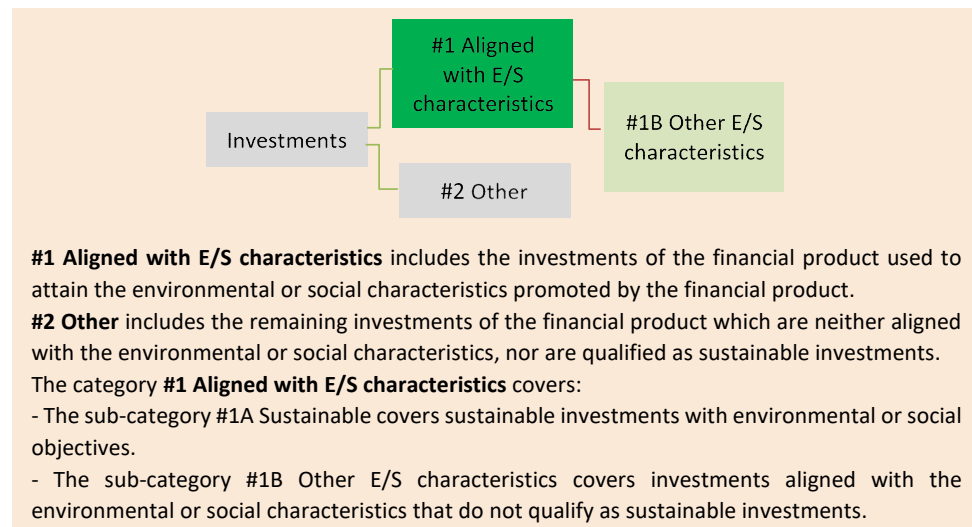 #1 Aligned
with E/S
characteristics
#1B Other E/S
characteristics
Investments
#2 Other
#1 Aligned with E/S characteristics includes the investments of the financial product used to
attain the environmental or social characteristics promoted by the financial product.
#2 Other includes the remaining investments of the financial product which are neither aligned
with the environmental or social characteristics, nor are qualified as sustainable investments.
The category #1 Aligned with E/S characteristics covers:
- The sub-category #1A Sustainable covers sustainable investments with environmental or social
objectives.
- The sub-category #1B Other E/S characteristics covers investments aligned with the
environmental or social characteristics that do not qualify as sustainable investments.